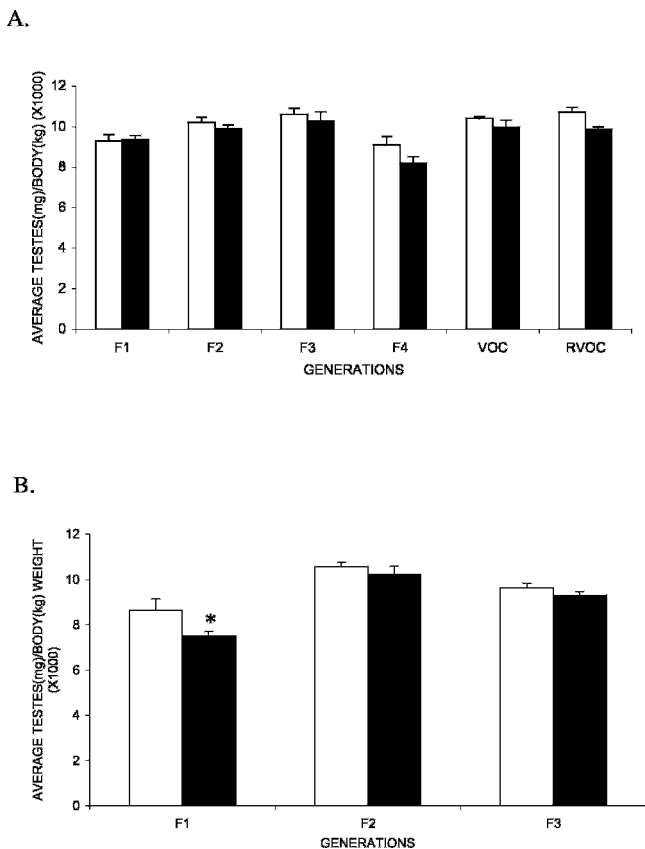 A.
AVERAGE TESTES(mg)/BODY(kg) (X1000)
12
10
8
6
4
2
0
F1 F2 F3 F4 VOC RVOC
GENERATIONS
B.
AVERAGE TESTES(mg)/BODY(kg) WEIGHT
(X1000)
12
10
8
6
4
2
0
*
F1 F2 F3
GENERATIONS